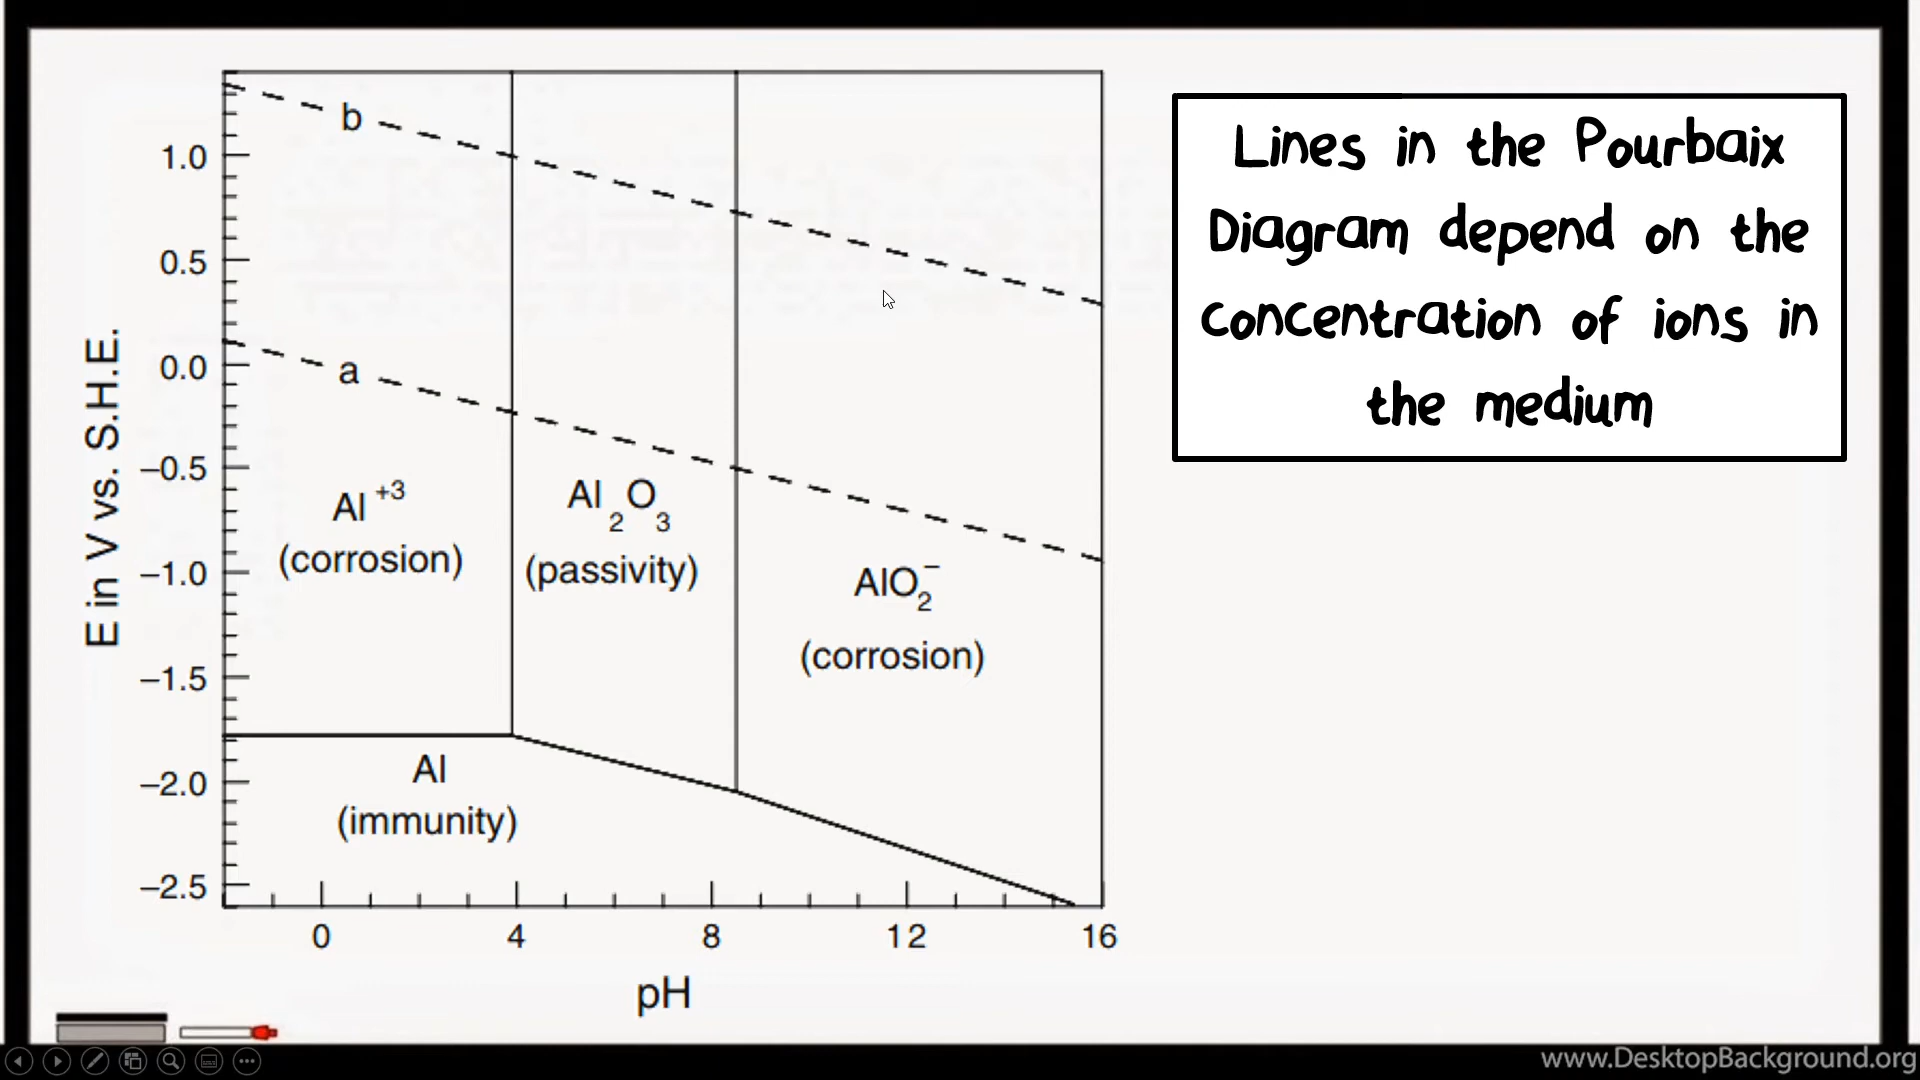 Lines in the Pourbaix
Diagram depend on the
concentration of ions in
the medium
E in V vs. S.H.E.
1.0
0.5
0.0
−0.5
−1.0
−1.5
−2.0
−2.5
b
a
Al +3
(corrosion)
Al2O3
(passivity)
AlO2−
(corrosion)
Al
(immunity)
0 4 8 12 16
pH
www.DesktopBackground.org